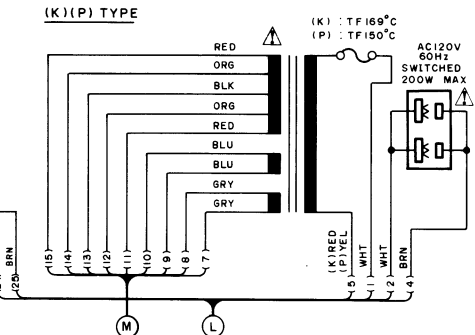 (K)(P) TYPE
(K) : TF169°C
(P) : TF150°C
AC120V
60Hz
SWITCHED
200W MAX
RED
ORG
BLK
ORG
RED
BLU
BLU
GRY
GRY
BRN
(25)
15
14
13
12
11
10
9
8
7
(K)RED
(P)YEL
WHT
WHT
BRN
5
1
2
4
M
L